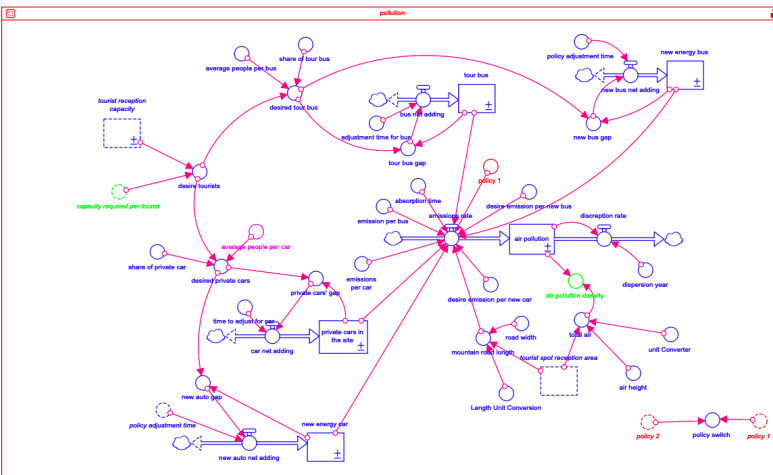 pollution
policy adjustment time
new energy bus
share of tour bus
average people per bus
tour bus
new bus net adding
desired tour bus
bus net adding
tourist reception
capacity
adjustment time for bus
new bus gap
tour bus gap
policy 1
desire tourists
absorption time
desire emission per new bus
capacity required per tourist
emission per bus
emissions rate
discreption rate
average people per car
air pollution
share of private car
emissions
per car
dispersion year
desired private cars
private cars' gap
desire emission per new car
air pollution density
time to adjust for car
road width
total air
private cars in
the site
unit Converter
car net adding
mountain road length
tourist spot reception area
air height
new auto gap
Length Unit Conversion
policy adjustment time
new energy car
policy 2
policy switch
policy 1
new auto net adding